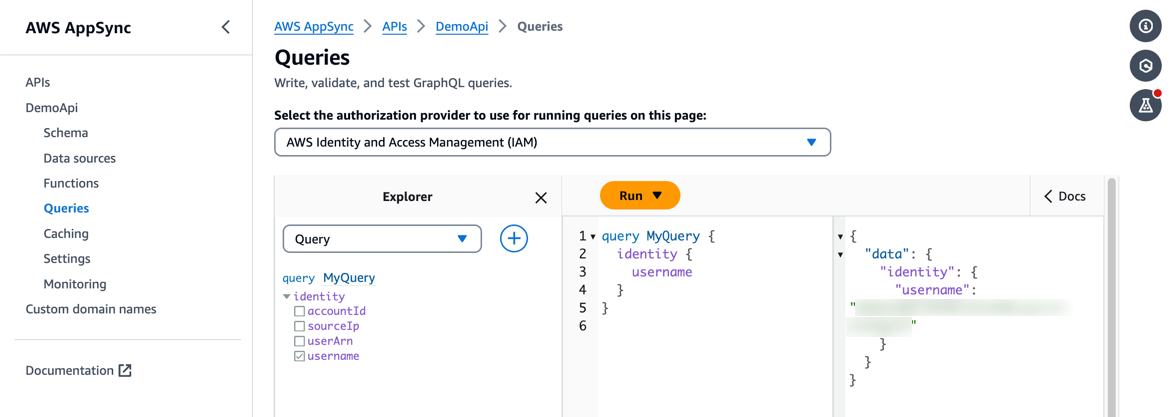 AWS AppSync
APIs
DemoApi
Schema
Data sources
Functions
Queries
Caching
Settings
Monitoring
Custom domain names
Documentation
AWS AppSync > APIs > DemoApi > Queries
Queries
Write, validate, and test GraphQL queries.
Select the authorization provider to use for running queries on this page:
AWS Identity and Access Management (IAM)
Explorer
Query
query MyQuery
identity
accountId
sourceIp
userArn
username
Run
Docs
1 query MyQuery {
2 identity {
3 username
4 }
5 }
6
{
"data": {
"identity": {
"username":
"
"
}
}
}